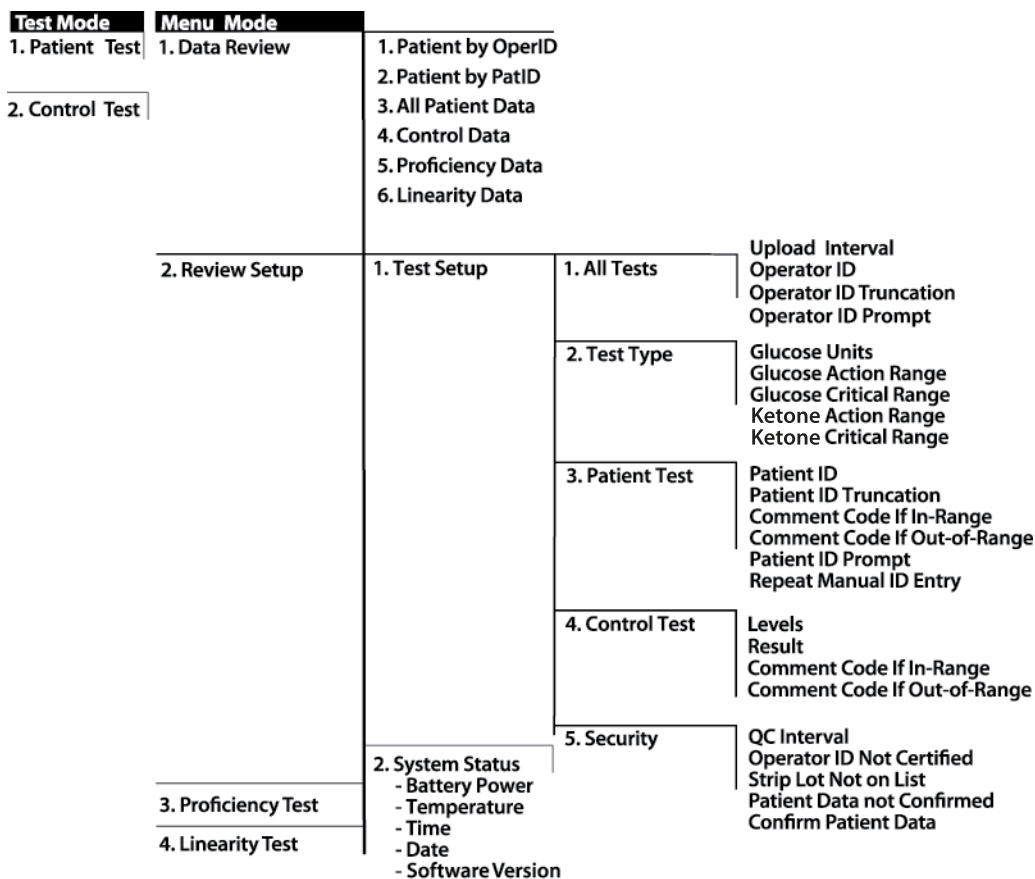 Test Mode
Menu Mode
1. Patient Test
2. Control Test
1. Data Review
1. Patient by OperID
2. Patient by PatID
3. All Patient Data
4. Control Data
5. Proficiency Data
6. Linearity Data
2. Review Setup
1. Test Setup
1. All Tests
Upload Interval
Operator ID
Operator ID Truncation
Operator ID Prompt
2. Test Type
Glucose Units
Glucose Action Range
Glucose Critical Range
Ketone Action Range
Ketone Critical Range
3. Patient Test
Patient ID
Patient ID Truncation
Comment Code If In-Range
Comment Code If Out-of-Range
Patient ID Prompt
Repeat Manual ID Entry
4. Control Test
Levels
Result
Comment Code If In-Range
Comment Code If Out-of-Range
5. Security
QC Interval
Operator ID Not Certified
Strip Lot Not on List
Patient Data not Confirmed
Confirm Patient Data
2. System Status
- Battery Power
- Temperature
- Time
- Date
- Software Version
3. Proficiency Test
4. Linearity Test